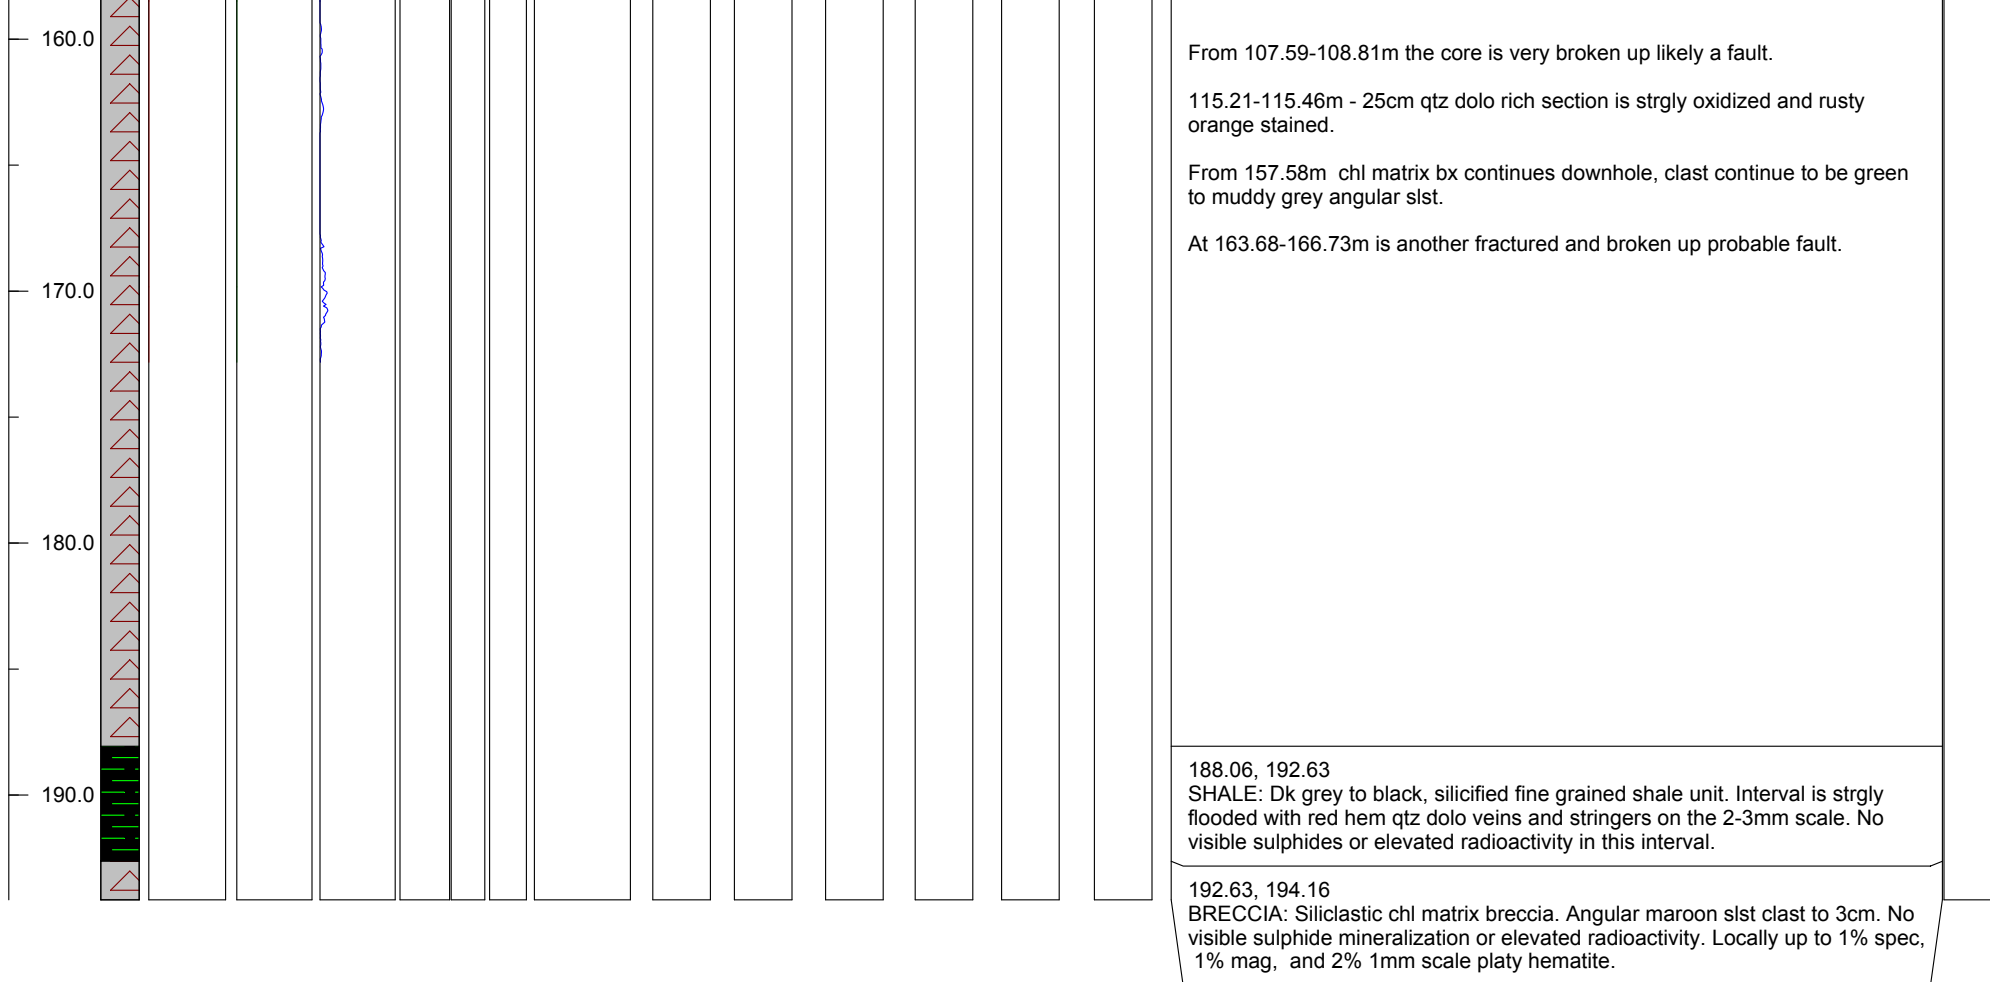 160.0
170.0
180.0
190.0
From 107.59-108.81m the core is very broken up likely a fault.
115.21-115.46m - 25cm qtz dolo rich section is strgly oxidized and rusty
orange stained.
From 157.58m  chl matrix bx continues downhole, clast continue to be green
to muddy grey angular slst.
At 163.68-166.73m is another fractured and broken up probable fault.
188.06, 192.63
SHALE: Dk grey to black, silicified fine grained shale unit. Interval is strgly
flooded with red hem qtz dolo veins and stringers on the 2-3mm scale. No
visible sulphides or elevated radioactivity in this interval.
192.63, 194.16
BRECCIA: Siliclastic chl matrix breccia. Angular maroon slst clast to 3cm. No
visible sulphide mineralization or elevated radioactivity. Locally up to 1% spec,
1% mag,  and 2% 1mm scale platy hematite.